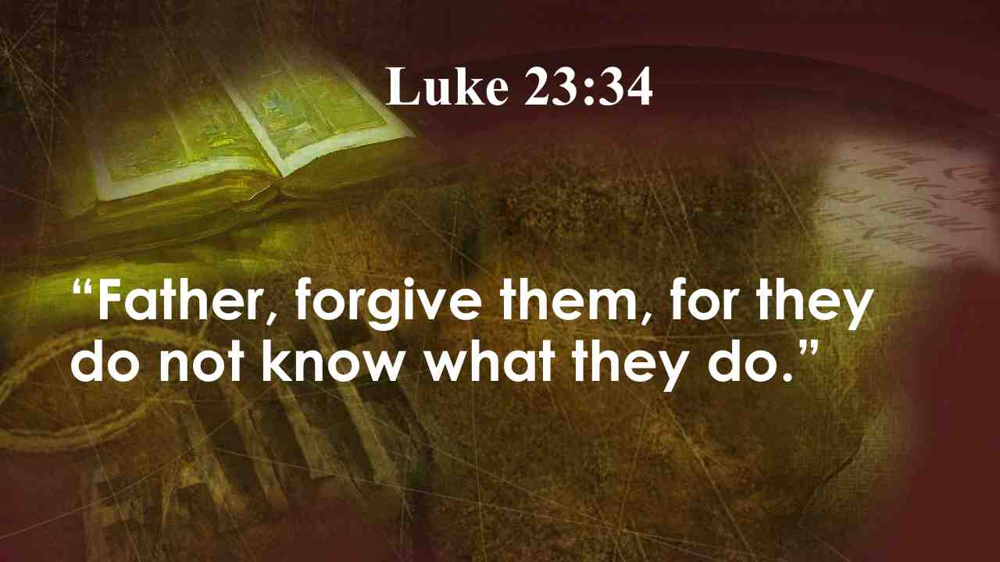 Luke 23:34
“Father, forgive them, for they
do not know what they do.”